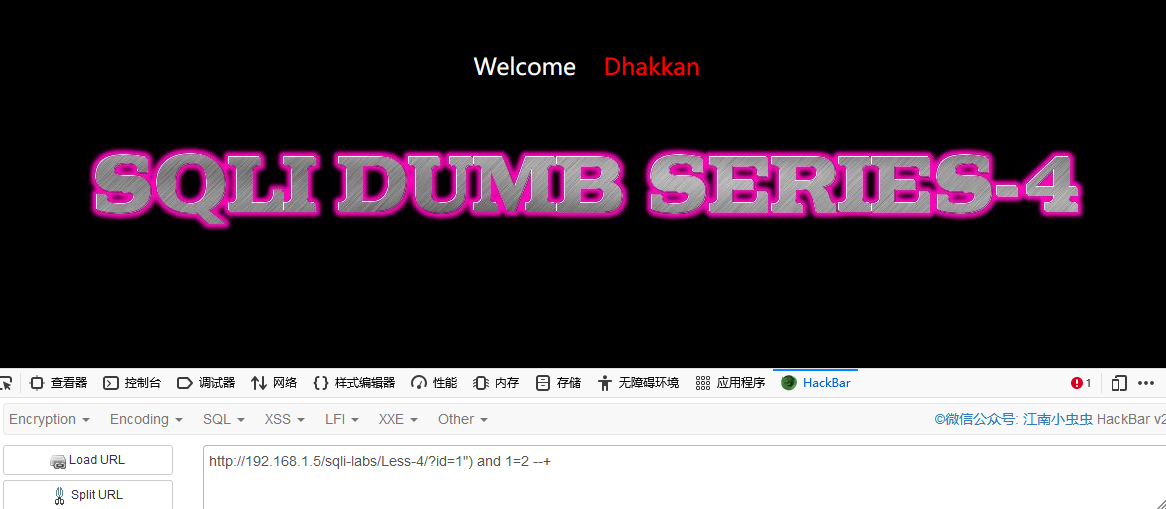 Welcome Dhakkan
SQLI DUMB SERIES-4
查看器 控制台 调试器 网络 样式编辑器 性能 内存 存储 无障碍环境 应用程序 HackBar 1
Encryption Encoding SQL XSS LFI XXE Other ©微信公众号: 江南小虫虫 HackBar v2
Load URL http://192.168.1.5/sqli-labs/Less-4/?id=1") and 1=2 --+
Split URL